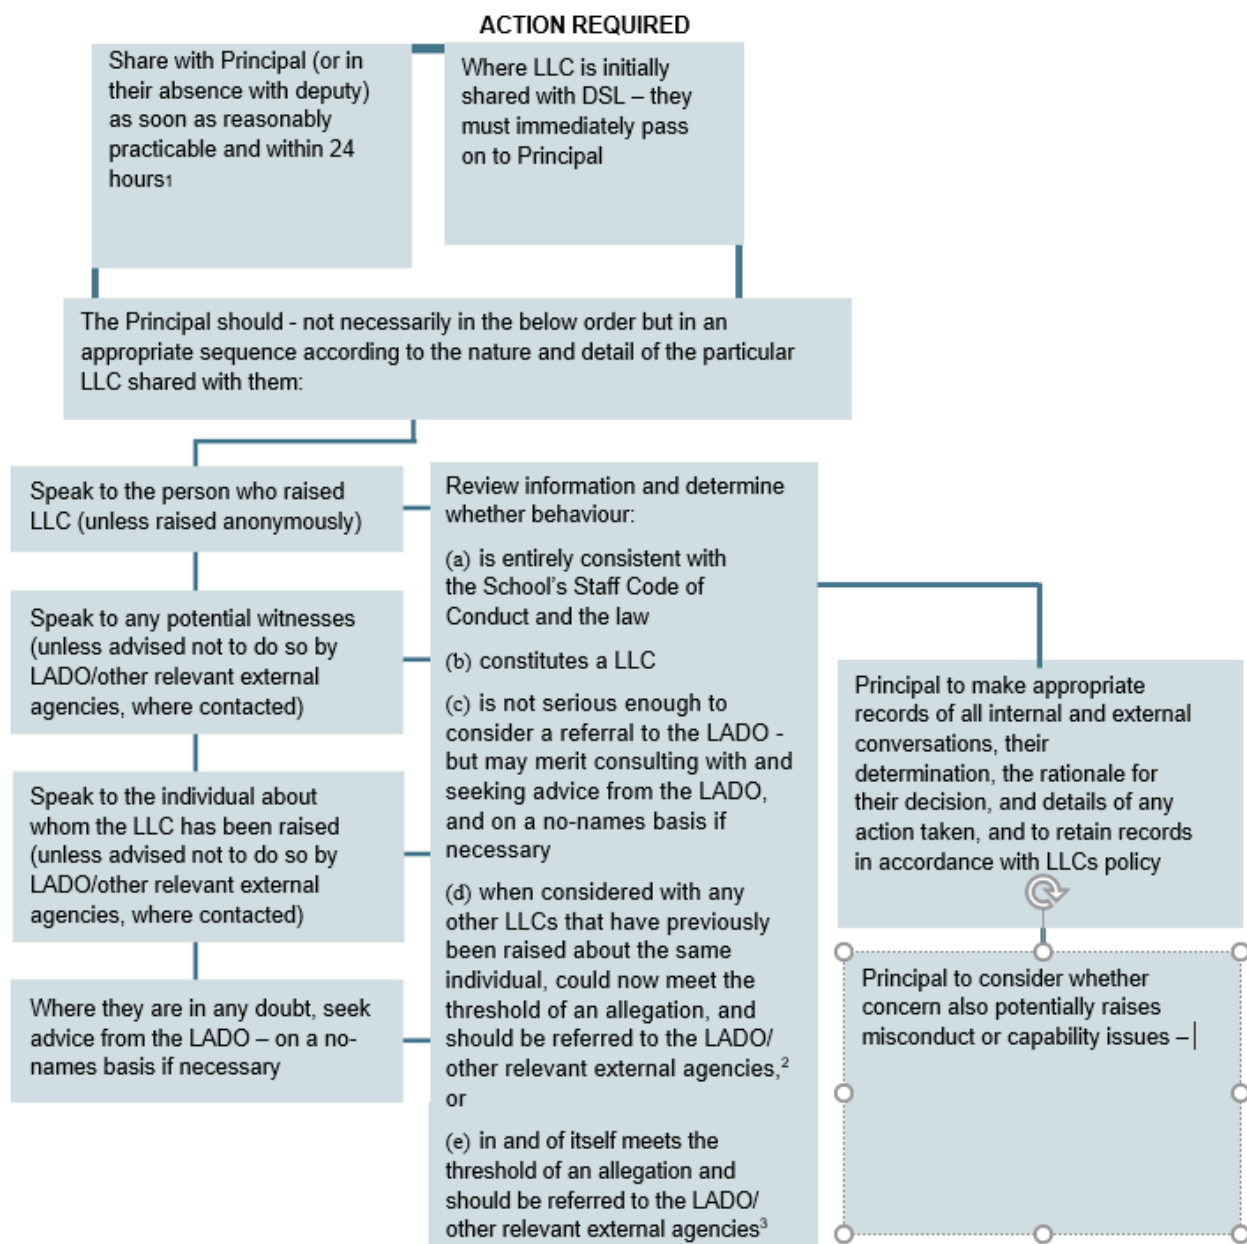 ACTION REQUIRED
Share with Principal (or in
their absence with deputy)
as soon as reasonably
practicable and within 24
hours1
Where LLC is initially
shared with DSL – they
must immediately pass
on to Principal
The Principal should - not necessarily in the below order but in an
appropriate sequence according to the nature and detail of the particular
LLC shared with them:
Speak to the person who raised
LLC (unless raised anonymously)
Speak to any potential witnesses
(unless advised not to do so by
LADO/other relevant external
agencies, where contacted)
Speak to the individual about
whom the LLC has been raised
(unless advised not to do so by
LADO/other relevant external
agencies, where contacted)
Where they are in any doubt, seek
advice from the LADO – on a no-
names basis if necessary
Review information and determine
whether behaviour:
(a) is entirely consistent with
the School’s Staff Code of
Conduct and the law
(b) constitutes a LLC
(c) is not serious enough to
consider a referral to the LADO -
but may merit consulting with and
seeking advice from the LADO,
and on a no-names basis if
necessary
(d) when considered with any
other LLCs that have previously
been raised about the same
individual, could now meet the
threshold of an allegation, and
should be referred to the LADO/
other relevant external agencies,²
or
(e) in and of itself meets the
threshold of an allegation and
should be referred to the LADO/
other relevant external agencies³
Principal to make appropriate
records of all internal and external
conversations, their
determination, the rationale for
their decision, and details of any
action taken, and to retain records
in accordance with LLCs policy
Principal to consider whether
concern also potentially raises
misconduct or capability issues –